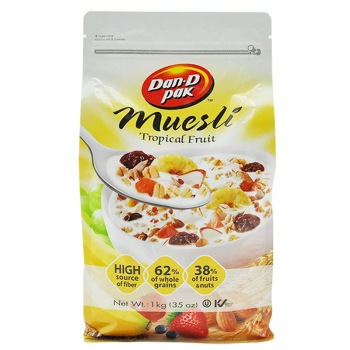 Dan-D
pak
TM
Muesli
Tropical Fruit
HIGH
source
of fiber
62%
of whole
grains
38%
of fruits
& nuts
Net Wt.: 1kg (35 oz)